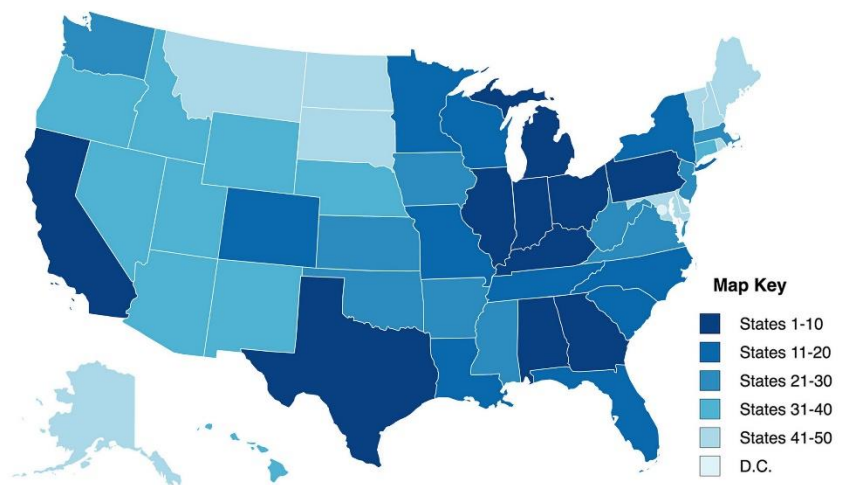 Map Key
States 1-10
States 11-20
States 21-30
States 31-40
States 41-50
D.C.